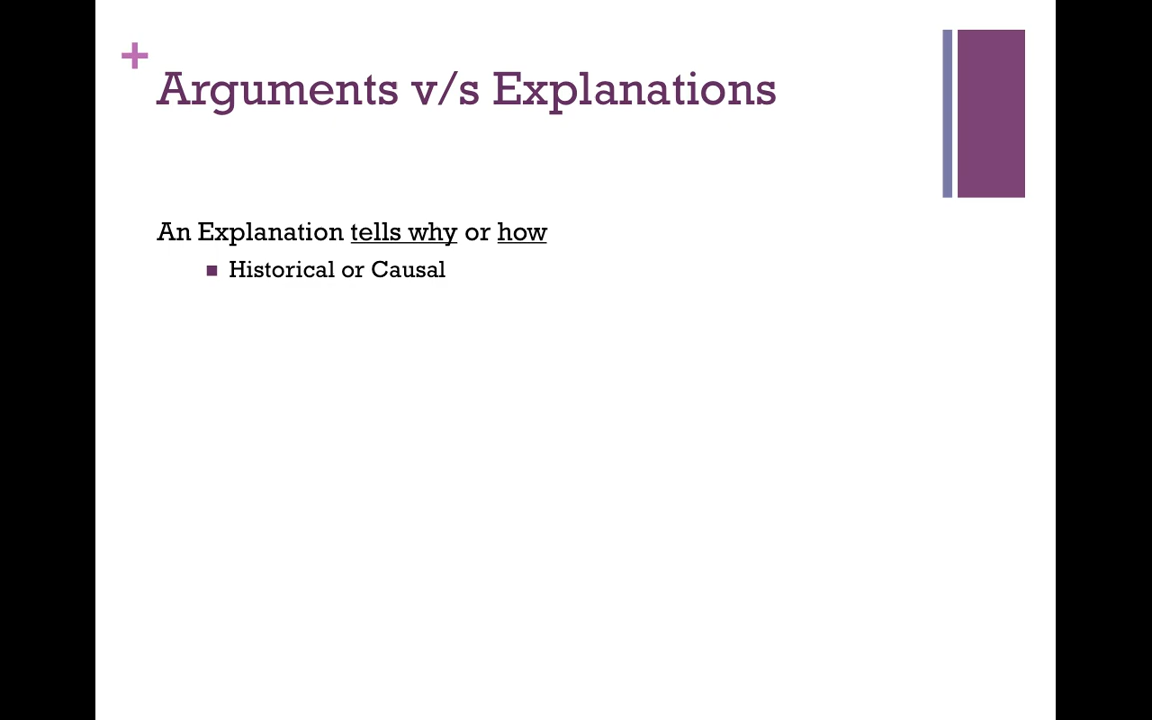 +
Arguments v/s Explanations
An Explanation tells why or how
Historical or Causal